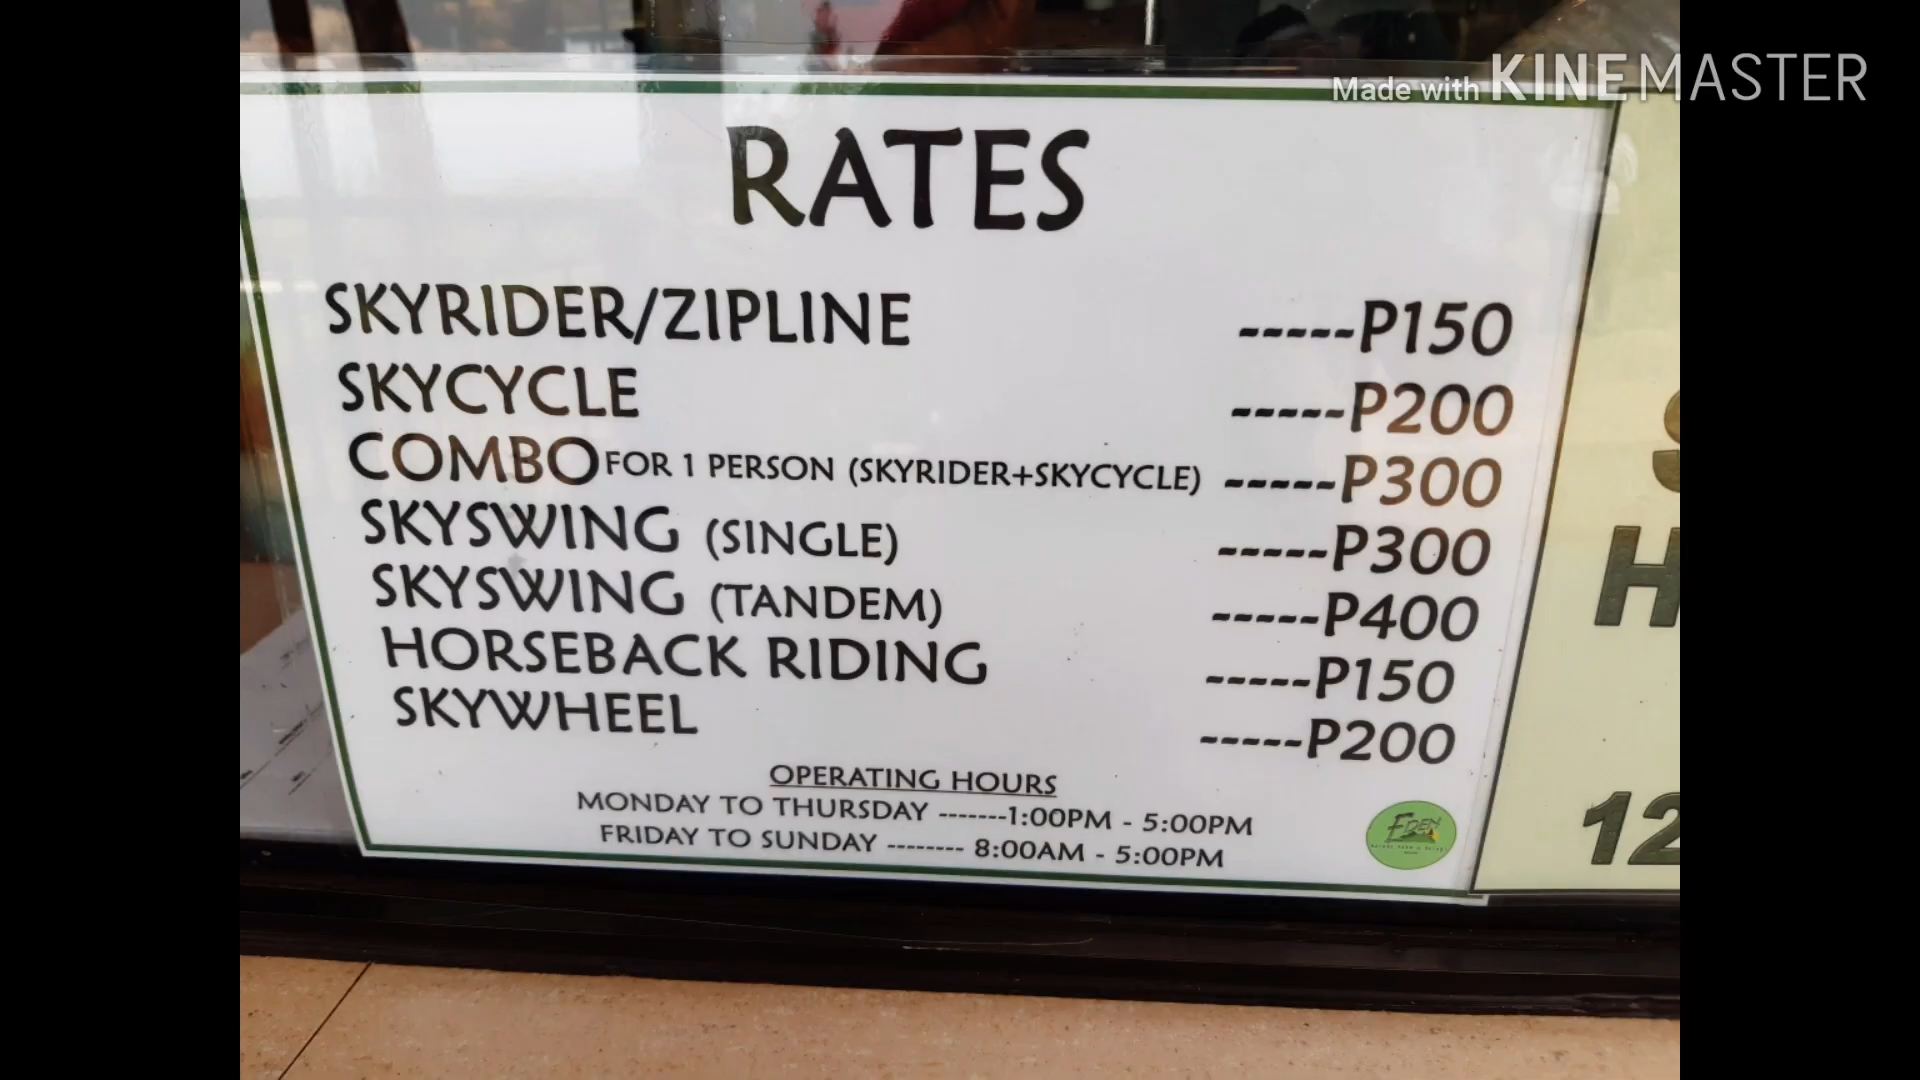 Made with KINEMASTER
RATES
SKYRIDER/ZIPLINE -----P150
SKYCYCLE -----P200
COMBO FOR 1 PERSON (SKYRIDER+SKYCYCLE) -----P300
SKYSWING (SINGLE) -----P300
SKYSWING (TANDEM) -----P400
HORSEBACK RIDING -----P150
SKYWHEEL -----P200
OPERATING HOURS
MONDAY TO THURSDAY -------1:00PM - 5:00PM
FRIDAY TO SUNDAY -------- 8:00AM - 5:00PM
EDEN
H
12